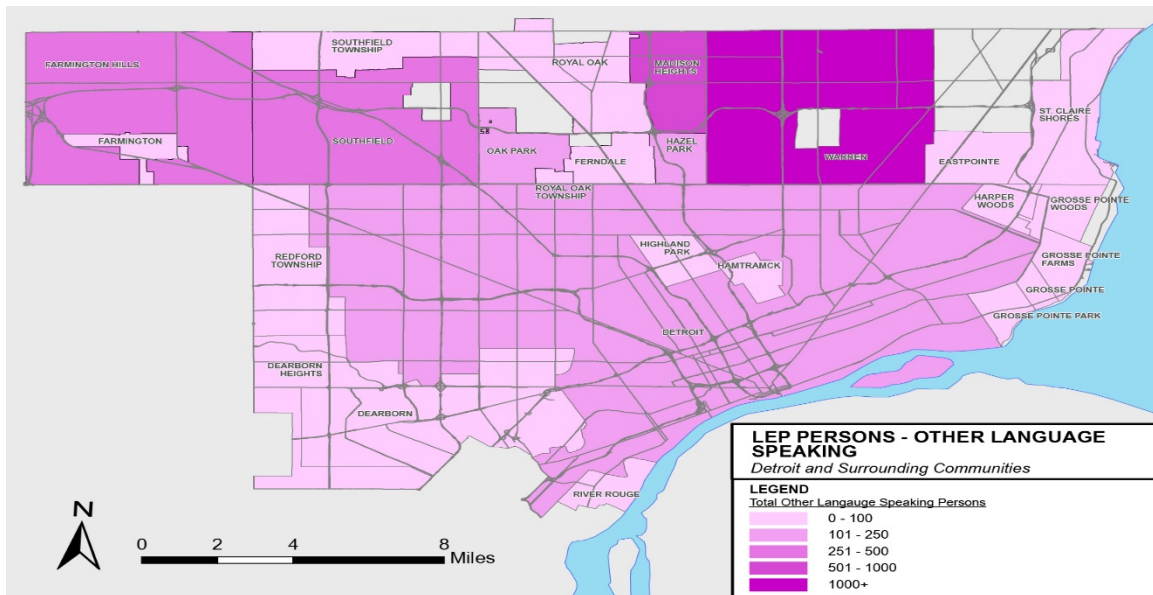 SOUTHFIELD
TOWNSHIP
ROYAL OAK
FARMINGTON HILLS
MADISON
HEIGHTS
ST. CLAIRE
SHORES
FARMINGTON
SOUTHFIELD
OAK PARK
FERNDALE
HAZEL
PARK
WARREN
EASTPOINTE
ROYAL OAK
TOWNSHIP
HARPER
WOODS
GROSSE POINTE
WOODS
HIGHLAND
PARK
HAMTRAMCK
REDFORD
TOWNSHIP
GROSSE POINTE
FARMS
GROSSE POINTE
GROSSE POINTE PARK
DETROIT
DEARBORN
HEIGHTS
DEARBORN
RIVER ROUGE
N
0 2 4 8
Miles
LEP PERSONS - OTHER LANGUAGE
SPEAKING
Detroit and Surrounding Communities
LEGEND
Total Other Langauge Speaking Persons
0 - 100
101 - 250
251 - 500
501 - 1000
1000+